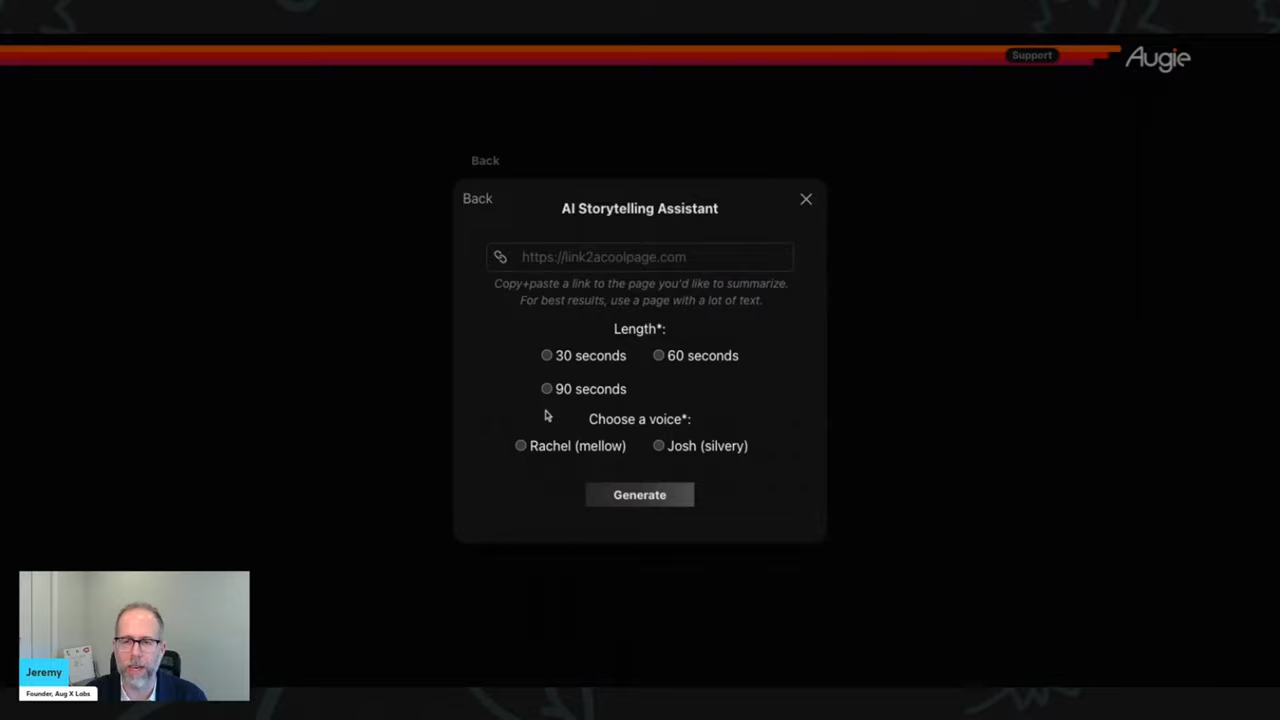 Support
Augie
Back
Back
AI Storytelling Assistant
https://link2acoolpage.com
Copy+paste a link to the page you'd like to summarize.
For best results, use a page with a lot of text.
Length*:
30 seconds
60 seconds
90 seconds
Choose a voice*:
Rachel (mellow)
Josh (silvery)
Generate
Jeremy
Founder, Aug X Labs